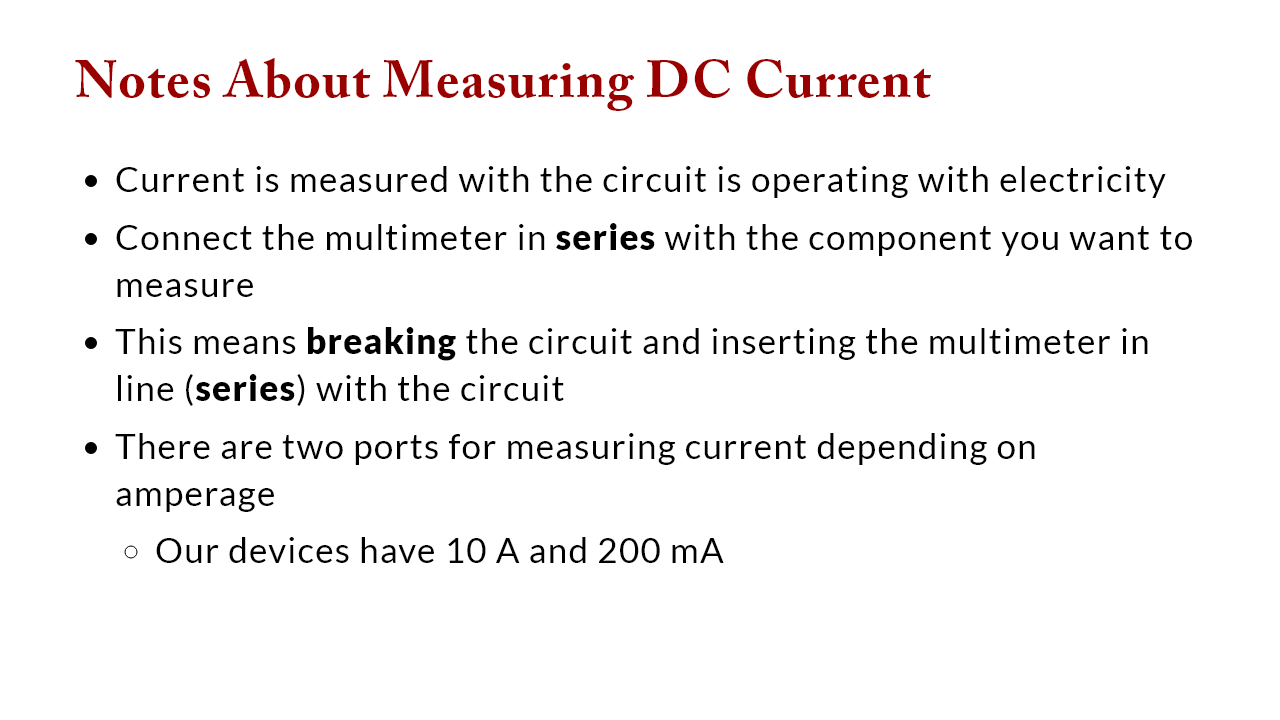 Notes About Measuring DC Current
• Current is measured with the circuit is operating with electricity
• Connect the multimeter in series with the component you want to
measure
• This means breaking the circuit and inserting the multimeter in
line (series) with the circuit
• There are two ports for measuring current depending on
amperage
○ Our devices have 10 A and 200 mA